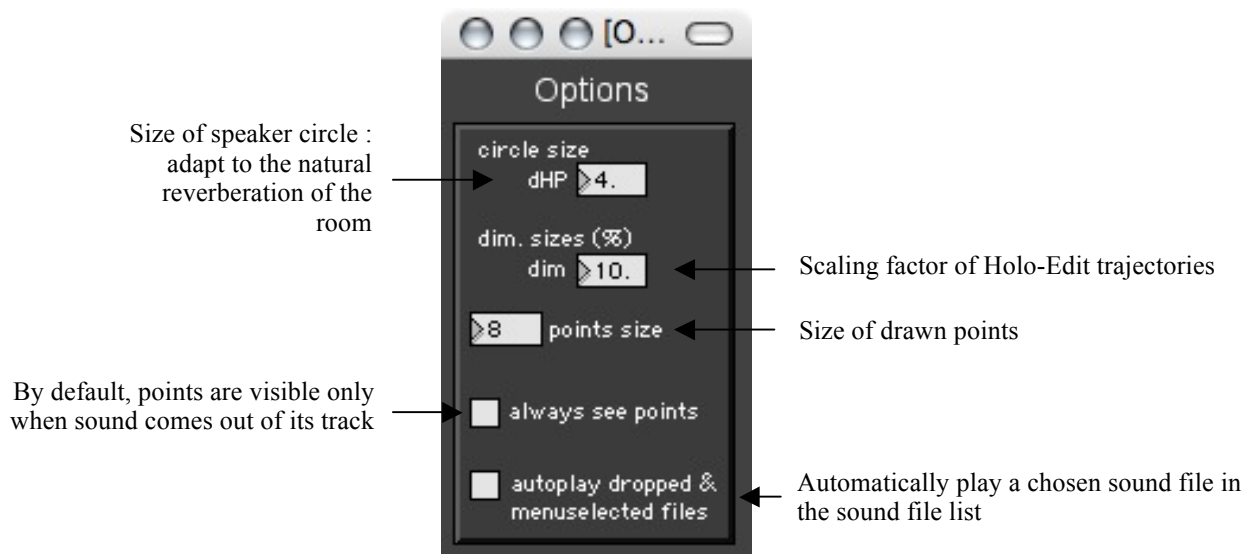 [O...
Options
Size of speaker circle :
adapt to the natural
reverberation of the
room
circle size
dHP 4.
dim. sizes (%)
dim 10.
Scaling factor of Holo-Edit trajectories
8 points size
Size of drawn points
By default, points are visible only
when sound comes out of its track
always see points
autoplay dropped &
menuselected files
Automatically play a chosen sound file in
the sound file list